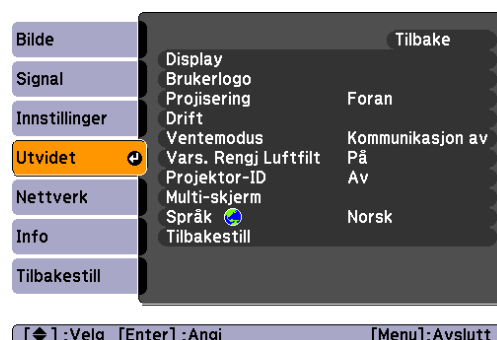 Bilde
Signal
Innstillinger
Utvidet
Nettverk
Info
Tilbakestill
Tilbake
Display
Brukerlogo
Projisering Foran
Drift
Ventemodus Kommunikasjon av
Vars. Rengj Luftfilt På
Projektor-ID Av
Multi-skjerm
Språk Norsk
Tilbakestill
[◆]:Velg [Enter]:Angi [Menu]:Avslutt